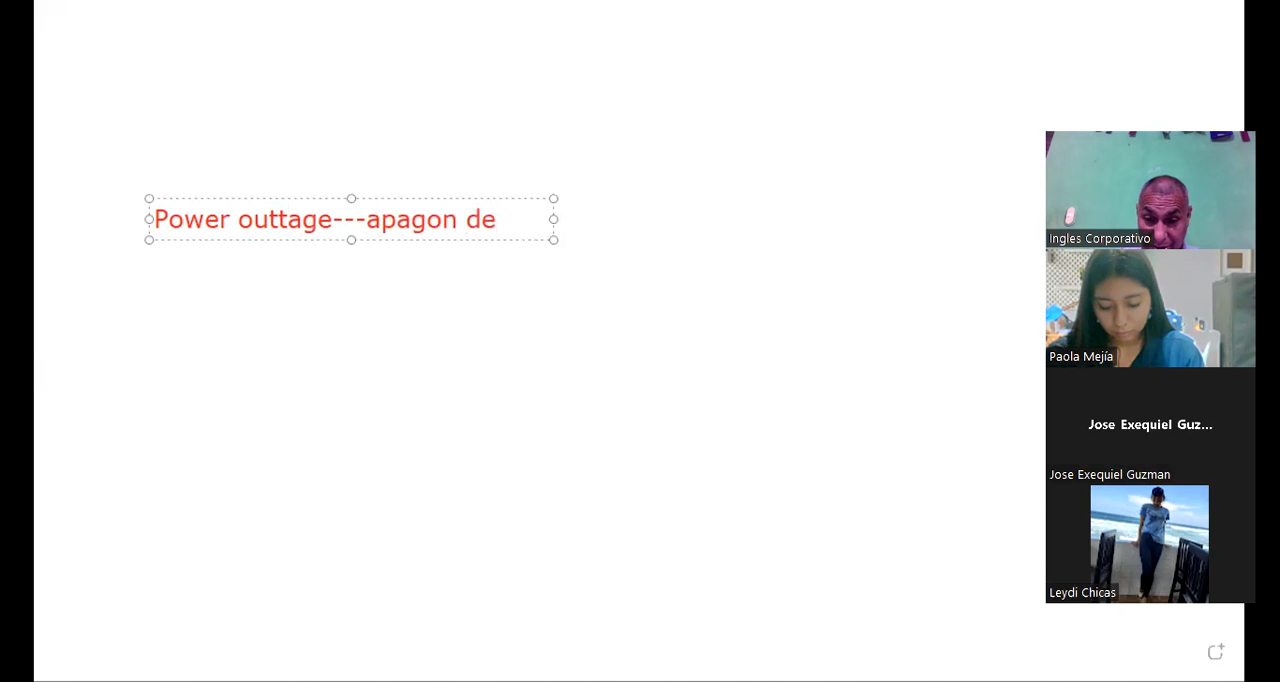 Power outtage---apagon de
Ingles Corporativo
Paola Mejía
Jose Exequiel Guz...
Jose Exequiel Guzman
Leydi Chicas